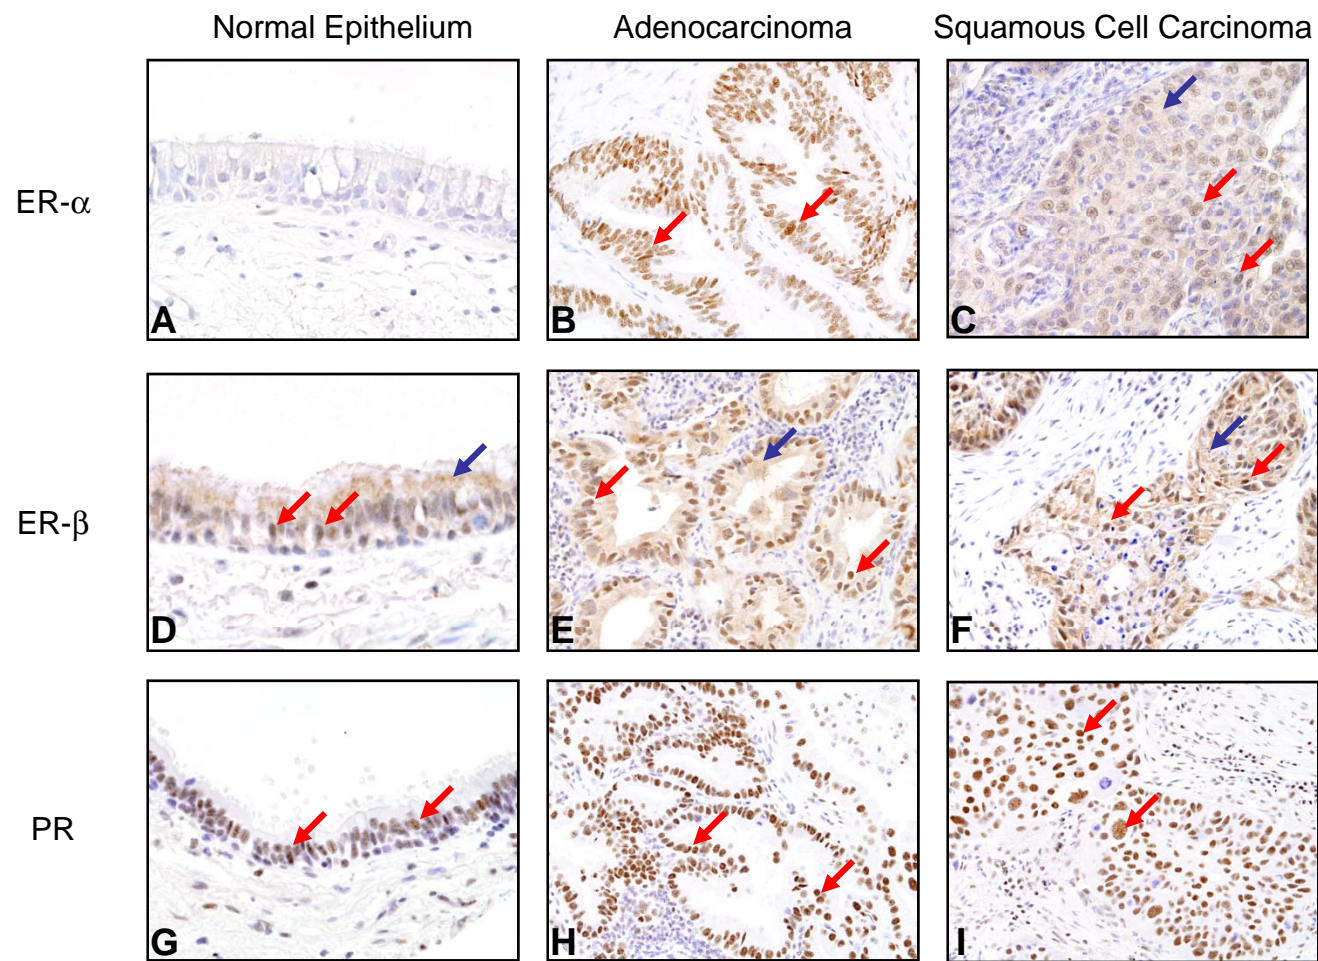 Normal Epithelium Adenocarcinoma Squamous Cell Carcinoma
ER-α
A B C
ER-β
D E F
PR
G H I